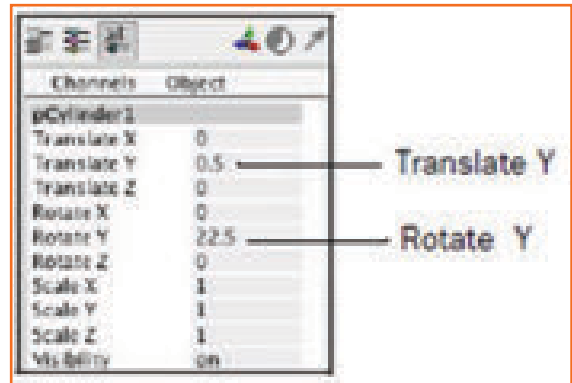 Channels Object
pCylinder1
Translate X 0
Translate Y 0.5
Translate Z 0
Rotate X 0
Rotate Y 22.5
Rotate Z 0
Scale X 1
Scale Y 1
Scale Z 1
Visibility on
Translate Y
Rotate Y